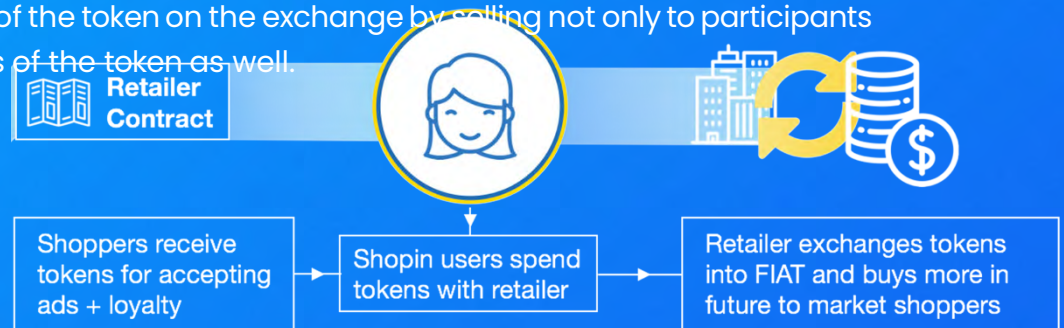 of the token on the exchange by selling not only to participants
s of the token as well.
Retailer
Contract
$
Shoppers receive
tokens for accepting
ads + loyalty
Shopin users spend
tokens with retailer
Retailer exchanges tokens
into FIAT and buys more in
future to market shoppers